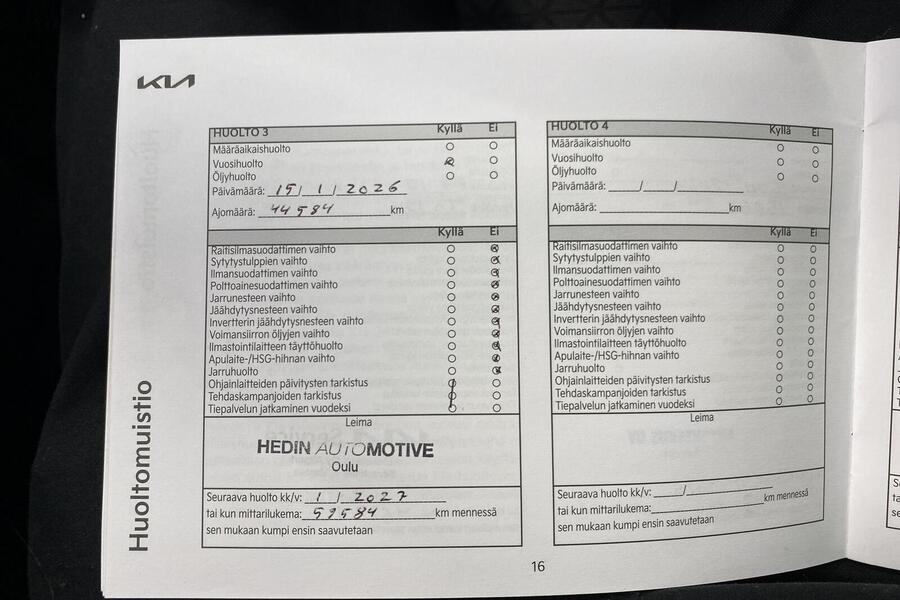 KIA
HUOLTO 3 Kyllä Ei
Määräaikaishuolto
Vuosihuolto
Öljyhuolto
Päivämäärä: 15/1/2026
Ajomäärä: 44584 km
Kyllä Ei
Raitisilmasuodattimen vaihto
Sytytystulppien vaihto
Ilmansuodattimen vaihto
Polttoainesuodattimen vaihto
Jarrunesteen vaihto
Jäähdytysnesteen vaihto
Invertterin jäähdytysnesteen vaihto
Voimansiirron öljyjen vaihto
Ilmastointilaitteen täyttöhuolto
Apulaite-/HSG-hihnan vaihto
Jarruhuolto
Ohjainlaitteiden päivitysten tarkistus
Tehdaskampanjoiden tarkistus
Tiepalvelun jatkaminen vuodeksi
Leima
HEDIN AUTOMOTIVE
Oulu
Seuraava huolto kk/v: 1/2027
tai kun mittarilukema: 59584 km mennessä
sen mukaan kumpi ensin saavutetaan
HUOLTO 4 Kyllä Ei
Määräaikaishuolto
Vuosihuolto
Öljyhuolto
Päivämäärä: / /
Ajomäärä: km
Kyllä Ei
Raitisilmasuodattimen vaihto
Sytytystulppien vaihto
Ilmansuodattimen vaihto
Polttoainesuodattimen vaihto
Jarrunesteen vaihto
Jäähdytysnesteen vaihto
Invertterin jäähdytysnesteen vaihto
Voimansiirron öljyjen vaihto
Ilmastointilaitteen täyttöhuolto
Apulaite-/HSG-hihnan vaihto
Jarruhuolto
Ohjainlaitteiden päivitysten tarkistus
Tehdaskampanjoiden tarkistus
Tiepalvelun jatkaminen vuodeksi
Leima
Seuraava huolto kk/v: /
tai kun mittarilukema: km mennessä
sen mukaan kumpi ensin saavutetaan
Huoltomuistio
16